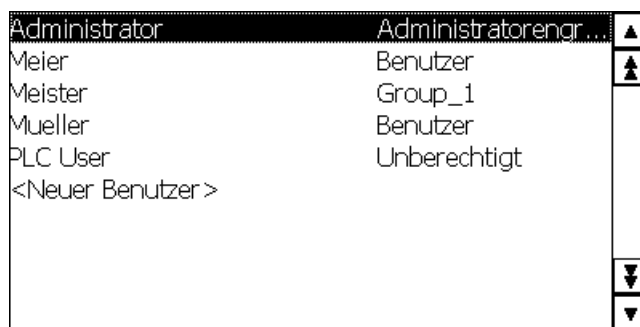 Administrator Administratorengr...
Meier Benutzer
Meister Group_1
Mueller Benutzer
PLC User Unberechtigt
<Neuer Benutzer>